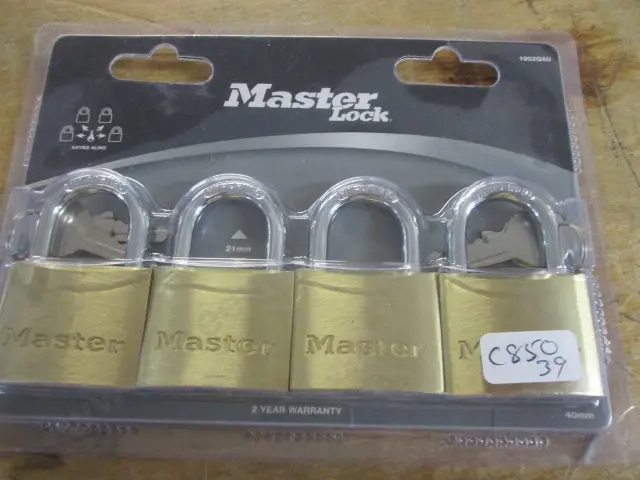 1902QAU
Master
Lock
KEYED ALIKE
21mm
Master
Master
Master
M
C850
39
2 YEAR WARRANTY
40mm